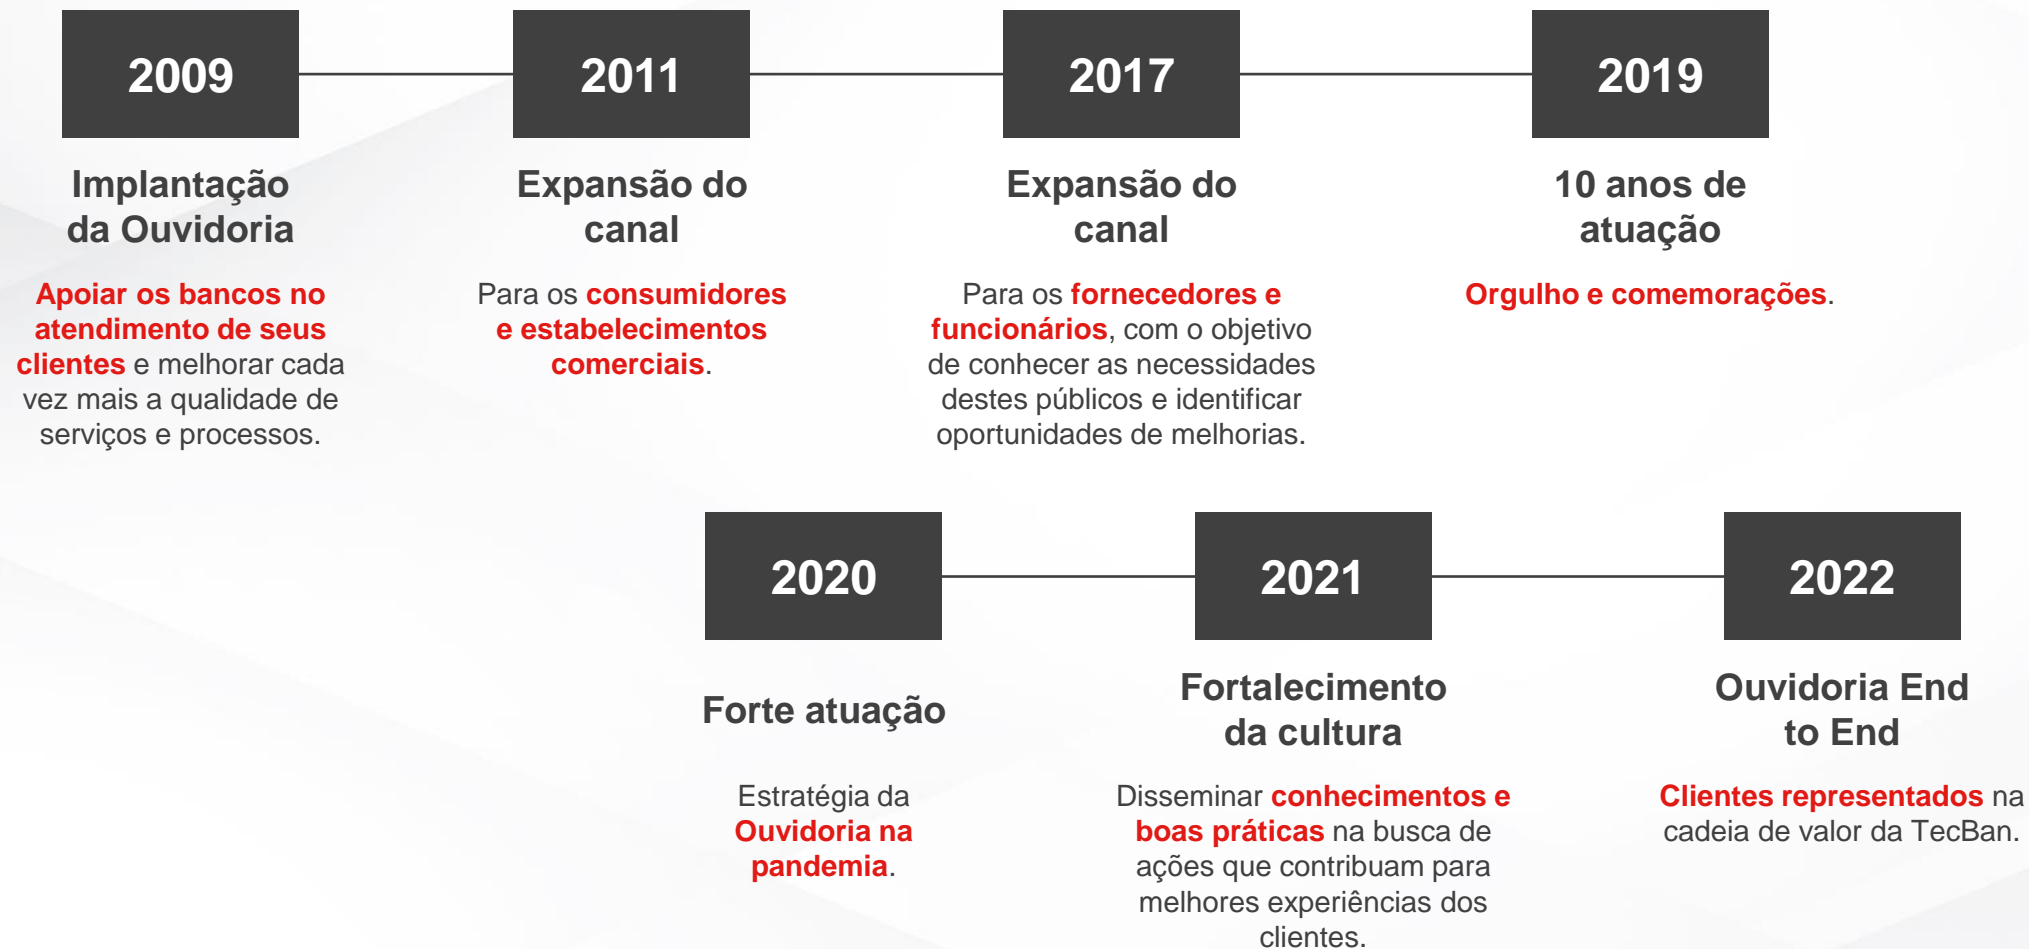 2009
Implantação
da Ouvidoria
Apoiar os bancos no
atendimento de seus
clientes e melhorar cada
vez mais a qualidade de
serviços e processos.
2011
Expansão do
canal
Para os consumidores
e estabelecimentos
comerciais.
2017
Expansão do
canal
Para os fornecedores e
funcionários, com o objetivo
de conhecer as necessidades
destes públicos e identificar
oportunidades de melhorias.
2019
10 anos de
atuação
Orgulho e comemorações.
2020
Forte atuação
Estratégia da
Ouvidoria na
pandemia.
2021
Fortalecimento
da cultura
Disseminar conhecimentos e
boas práticas na busca de
ações que contribuam para
melhores experiências dos
clientes.
2022
Ouvidoria End
to End
Clientes representados na
cadeia de valor da TecBan.